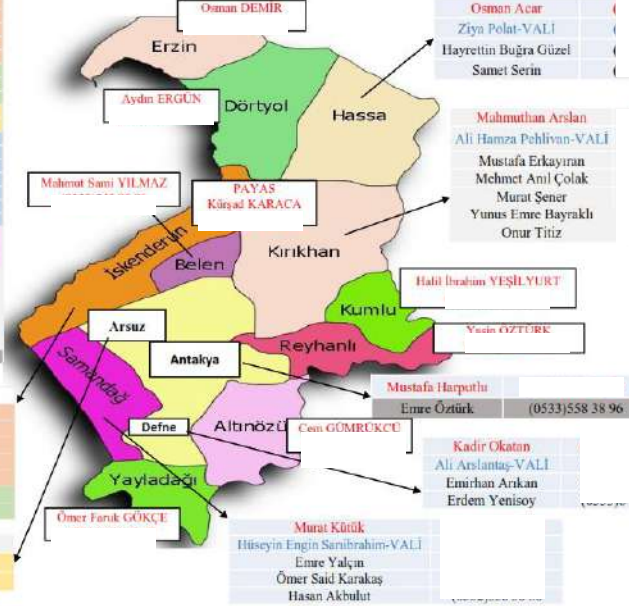 Osman DEMİR
Erzin
Osman Acar
Ziya Polat-VALİ
Hayrettin Buğra Güzel
Samet Serin
Aydın ERGÜN
Dörtyol
Hassa
Mahmuthan Arslan
Ali Hamza Pehlivan-VALİ
Mustafa Erkayıran
Mehmet Anıl Çolak
Murat Şener
Yunus Emre Bayraklı
Onur Titiz
Mahmut Sami YILMAZ
PAYAS
Kürşad KARACA
İskenderun
Belen
Kırıkhan
Halil İbrahim YEŞİLYURT
Kumlu
Yasin ÖZTÜRK
Arsuz
Reyhanlı
Antakya
Samandağ
Mustafa Harputlu
Emre Öztürk (0533)558 38 96
Defne
Altınözü
Cem GÜMRÜKCÜ
Kadir Okatan
Ali Arslantaş-VALİ
Emirhan Arıkan
Erdem Yenisoy
Yayladağı
Ömer Faruk GÖKÇE
Murat Kütük
Hüseyin Engin Sarıibrahim-VALİ
Emre Yalçın
Ömer Said Karakaş
Hasan Akbulut